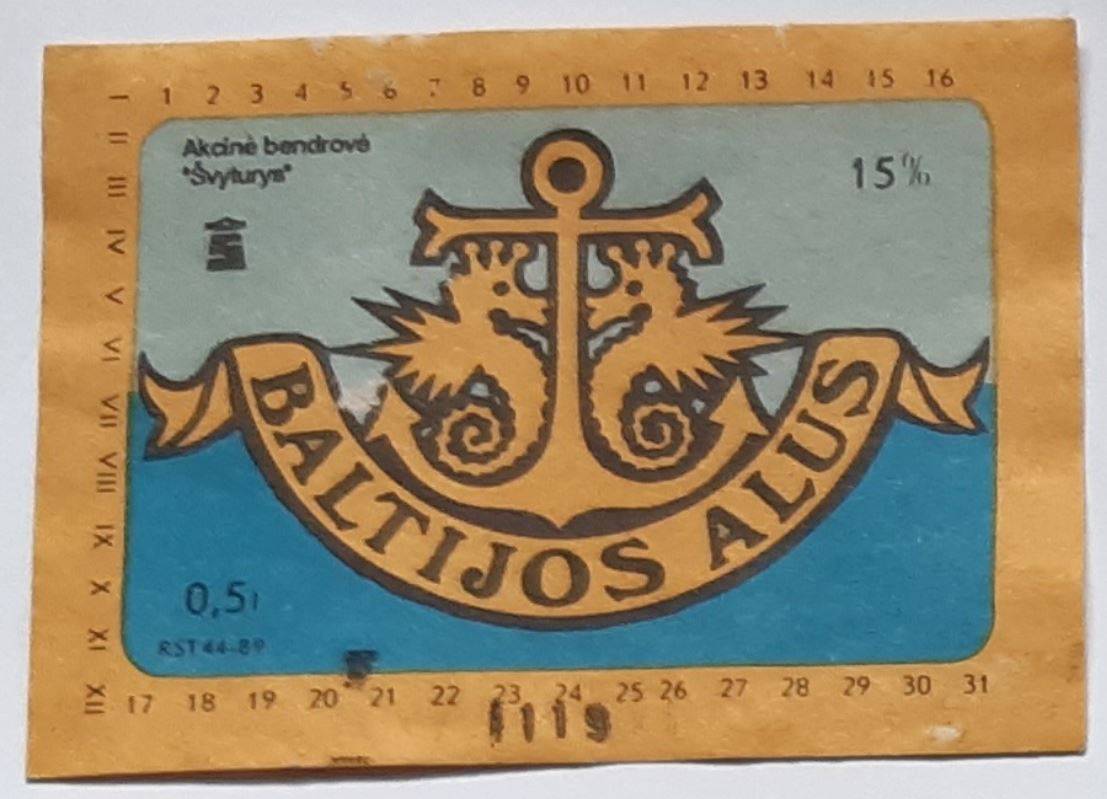 1 2 3 4 5 6 7 8 9 10 11 12 13 14 15 16
I
II
III
IV
V
VI
VII
VIII
IX
X
XI
XII
Akcinė bendrovė
"Švyturys"
15%
BALTIJOS ALUS
0,5 l
RST 44-89
17 18 19 20 21 22 23 24 25 26 27 28 29 30 31